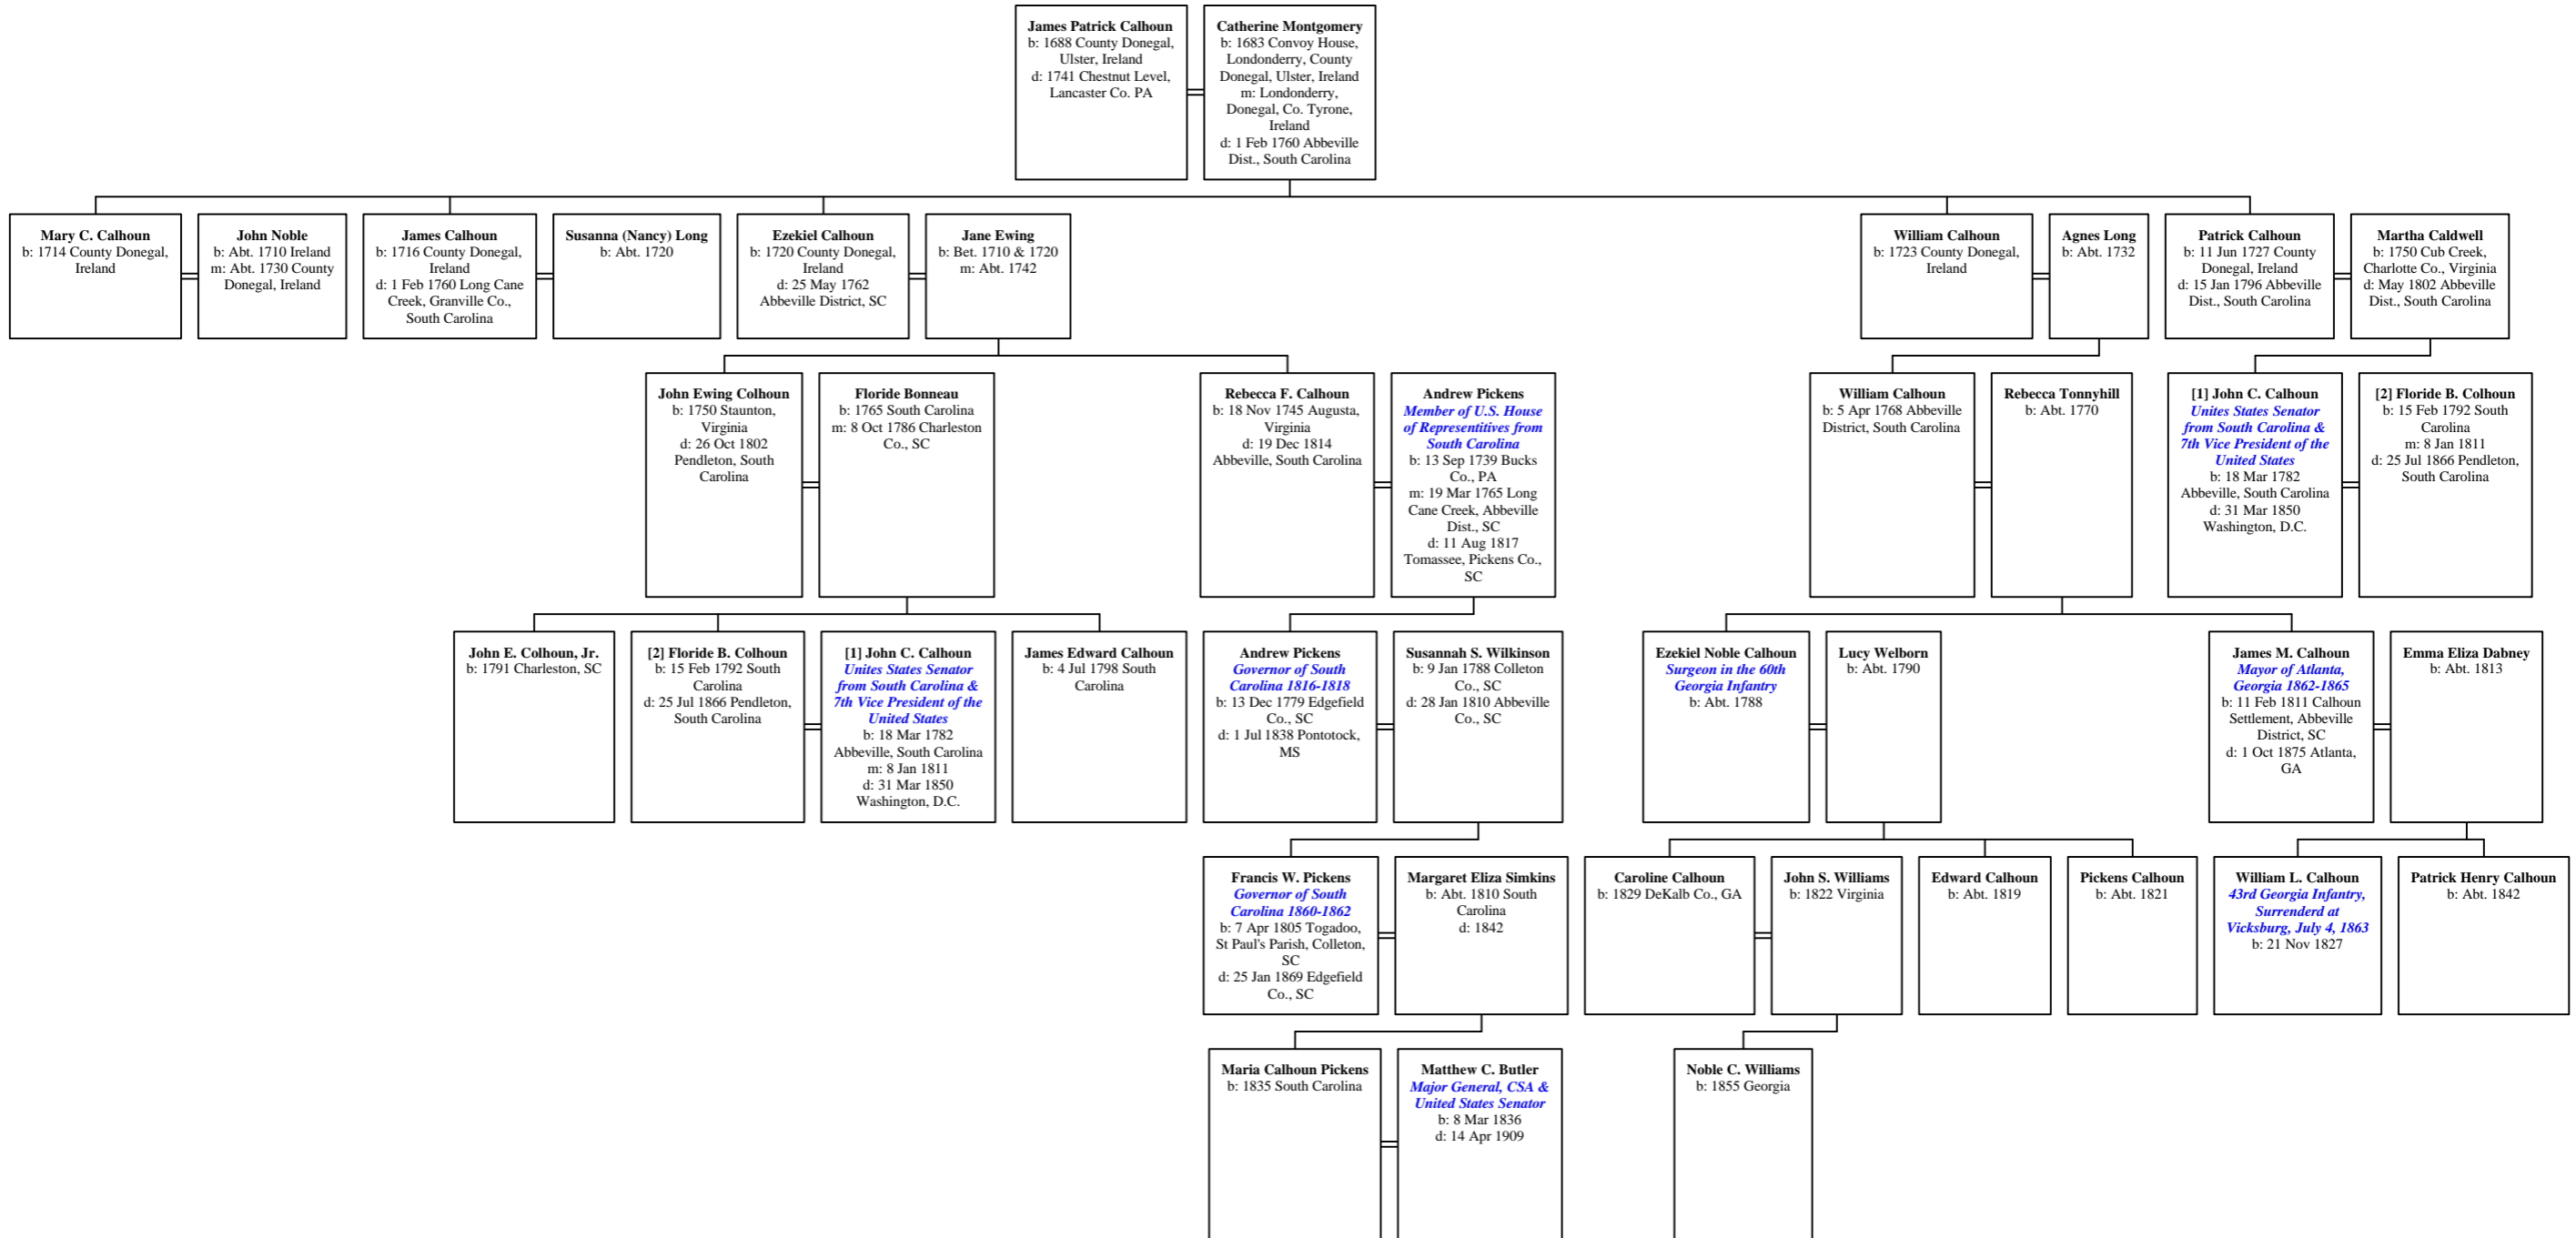 James Patrick Calhoun
b: 1688 County Donegal,
Ulster, Ireland
d: 1741 Chestnut Level,
Lancaster Co. PA
Catherine Montgomery
b: 1683 Convoy House,
Londonderry, County
Donegal, Ulster, Ireland
m: Londonderry,
Donegal, Co. Tyrone,
Ireland
d: 1 Feb 1760 Abbeville
Dist., South Carolina
Mary C. Calhoun
b: 1714 County Donegal,
Ireland
John Noble
b: Abt. 1710 Ireland
m: Abt. 1730 County
Donegal, Ireland
James Calhoun
b: 1716 County Donegal,
Ireland
d: 1 Feb 1760 Long Cane
Creek, Granville Co.,
South Carolina
Susanna (Nancy) Long
b: Abt. 1720
Ezekiel Calhoun
b: 1720 County Donegal,
Ireland
d: 25 May 1762
Abbeville District, SC
Jane Ewing
b: Bet. 1710 & 1720
m: Abt. 1742
William Calhoun
b: 1723 County Donegal,
Ireland
Agnes Long
b: Abt. 1732
Patrick Calhoun
b: 11 Jun 1727 County
Donegal, Ireland
d: 15 Jan 1796 Abbeville
Dist., South Carolina
Martha Caldwell
b: 1750 Cub Creek,
Charlotte Co., Virginia
d: May 1802 Abbeville
Dist., South Carolina
John Ewing Colhoun
b: 1750 Staunton,
Virginia
d: 26 Oct 1802
Pendleton, South
Carolina
Floride Bonneau
b: 1765 South Carolina
m: 8 Oct 1786 Charleston
Co., SC
Rebecca F. Calhoun
b: 18 Nov 1745 Augusta,
Virginia
d: 19 Dec 1814
Abbeville, South Carolina
Andrew Pickens
Member of U.S. House
of Representitives from
South Carolina
b: 13 Sep 1739 Bucks
Co., PA
m: 19 Mar 1765 Long
Cane Creek, Abbeville
Dist., SC
d: 11 Aug 1817
Tomassee, Pickens Co.,
SC
William Calhoun
b: 5 Apr 1768 Abbeville
District, South Carolina
Rebecca Tonnyhill
b: Abt. 1770
[1] John C. Calhoun
Unites States Senator
from South Carolina &
7th Vice President of the
United States
b: 18 Mar 1782
Abbeville, South Carolina
d: 31 Mar 1850
Washington, D.C.
[2] Floride B. Colhoun
b: 15 Feb 1792 South
Carolina
m: 8 Jan 1811
d: 25 Jul 1866 Pendleton,
South Carolina
John E. Colhoun, Jr.
b: 1791 Charleston, SC
[2] Floride B. Colhoun
b: 15 Feb 1792 South
Carolina
d: 25 Jul 1866 Pendleton,
South Carolina
[1] John C. Calhoun
Unites States Senator
from South Carolina &
7th Vice President of the
United States
b: 18 Mar 1782
Abbeville, South Carolina
m: 8 Jan 1811
d: 31 Mar 1850
Washington, D.C.
James Edward Calhoun
b: 4 Jul 1798 South
Carolina
Andrew Pickens
Governor of South
Carolina 1816-1818
b: 13 Dec 1779 Edgefield
Co., SC
d: 1 Jul 1838 Pontotock,
MS
Susannah S. Wilkinson
b: 9 Jan 1788 Colleton
Co., SC
d: 28 Jan 1810 Abbeville
Co., SC
Ezekiel Noble Calhoun
Surgeon in the 60th
Georgia Infantry
b: Abt. 1788
Lucy Welborn
b: Abt. 1790
James M. Calhoun
Mayor of Atlanta,
Georgia 1862-1865
b: 11 Feb 1811 Calhoun
Settlement, Abbeville
District, SC
d: 1 Oct 1875 Atlanta,
GA
Emma Eliza Dabney
b: Abt. 1813
Francis W. Pickens
Governor of South
Carolina 1860-1862
b: 7 Apr 1805 Togadoo,
St Paul's Parish, Colleton,
SC
d: 25 Jan 1869 Edgefield
Co., SC
Margaret Eliza Simkins
b: Abt. 1810 South
Carolina
d: 1842
Caroline Calhoun
b: 1829 DeKalb Co., GA
John S. Williams
b: 1822 Virginia
Edward Calhoun
b: Abt. 1819
Pickens Calhoun
b: Abt. 1821
William L. Calhoun
43rd Georgia Infantry,
Surrenderd at
Vicksburg, July 4, 1863
b: 21 Nov 1827
Patrick Henry Calhoun
b: Abt. 1842
Maria Calhoun Pickens
b: 1835 South Carolina
Matthew C. Butler
Major General, CSA &
United States Senator
b: 8 Mar 1836
d: 14 Apr 1909
Noble C. Williams
b: 1855 Georgia